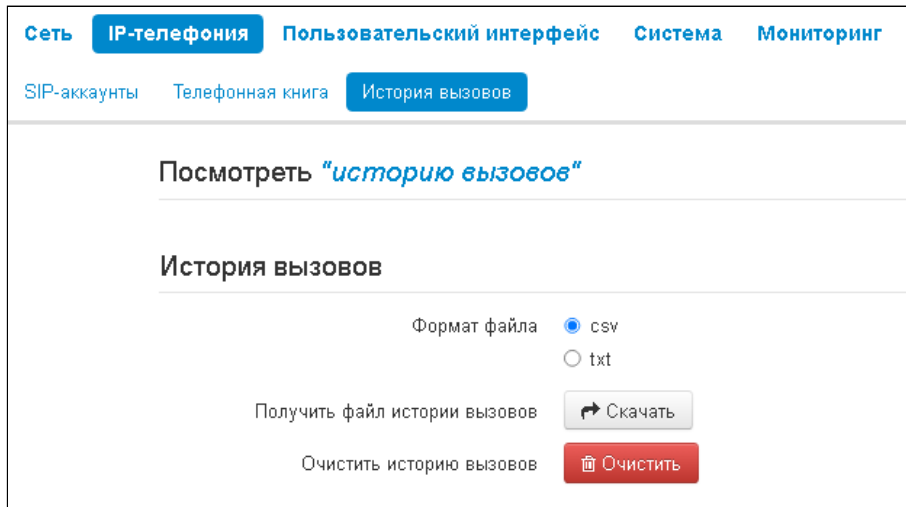 Сеть IP-телефония Пользовательский интерфейс Система Мониторинг
SIP-аккаунты Телефонная книга История вызовов
Посмотреть "историю вызовов"
История вызовов
Формат файла csv
txt
Получить файл истории вызовов Скачать
Очистить историю вызовов Очистить